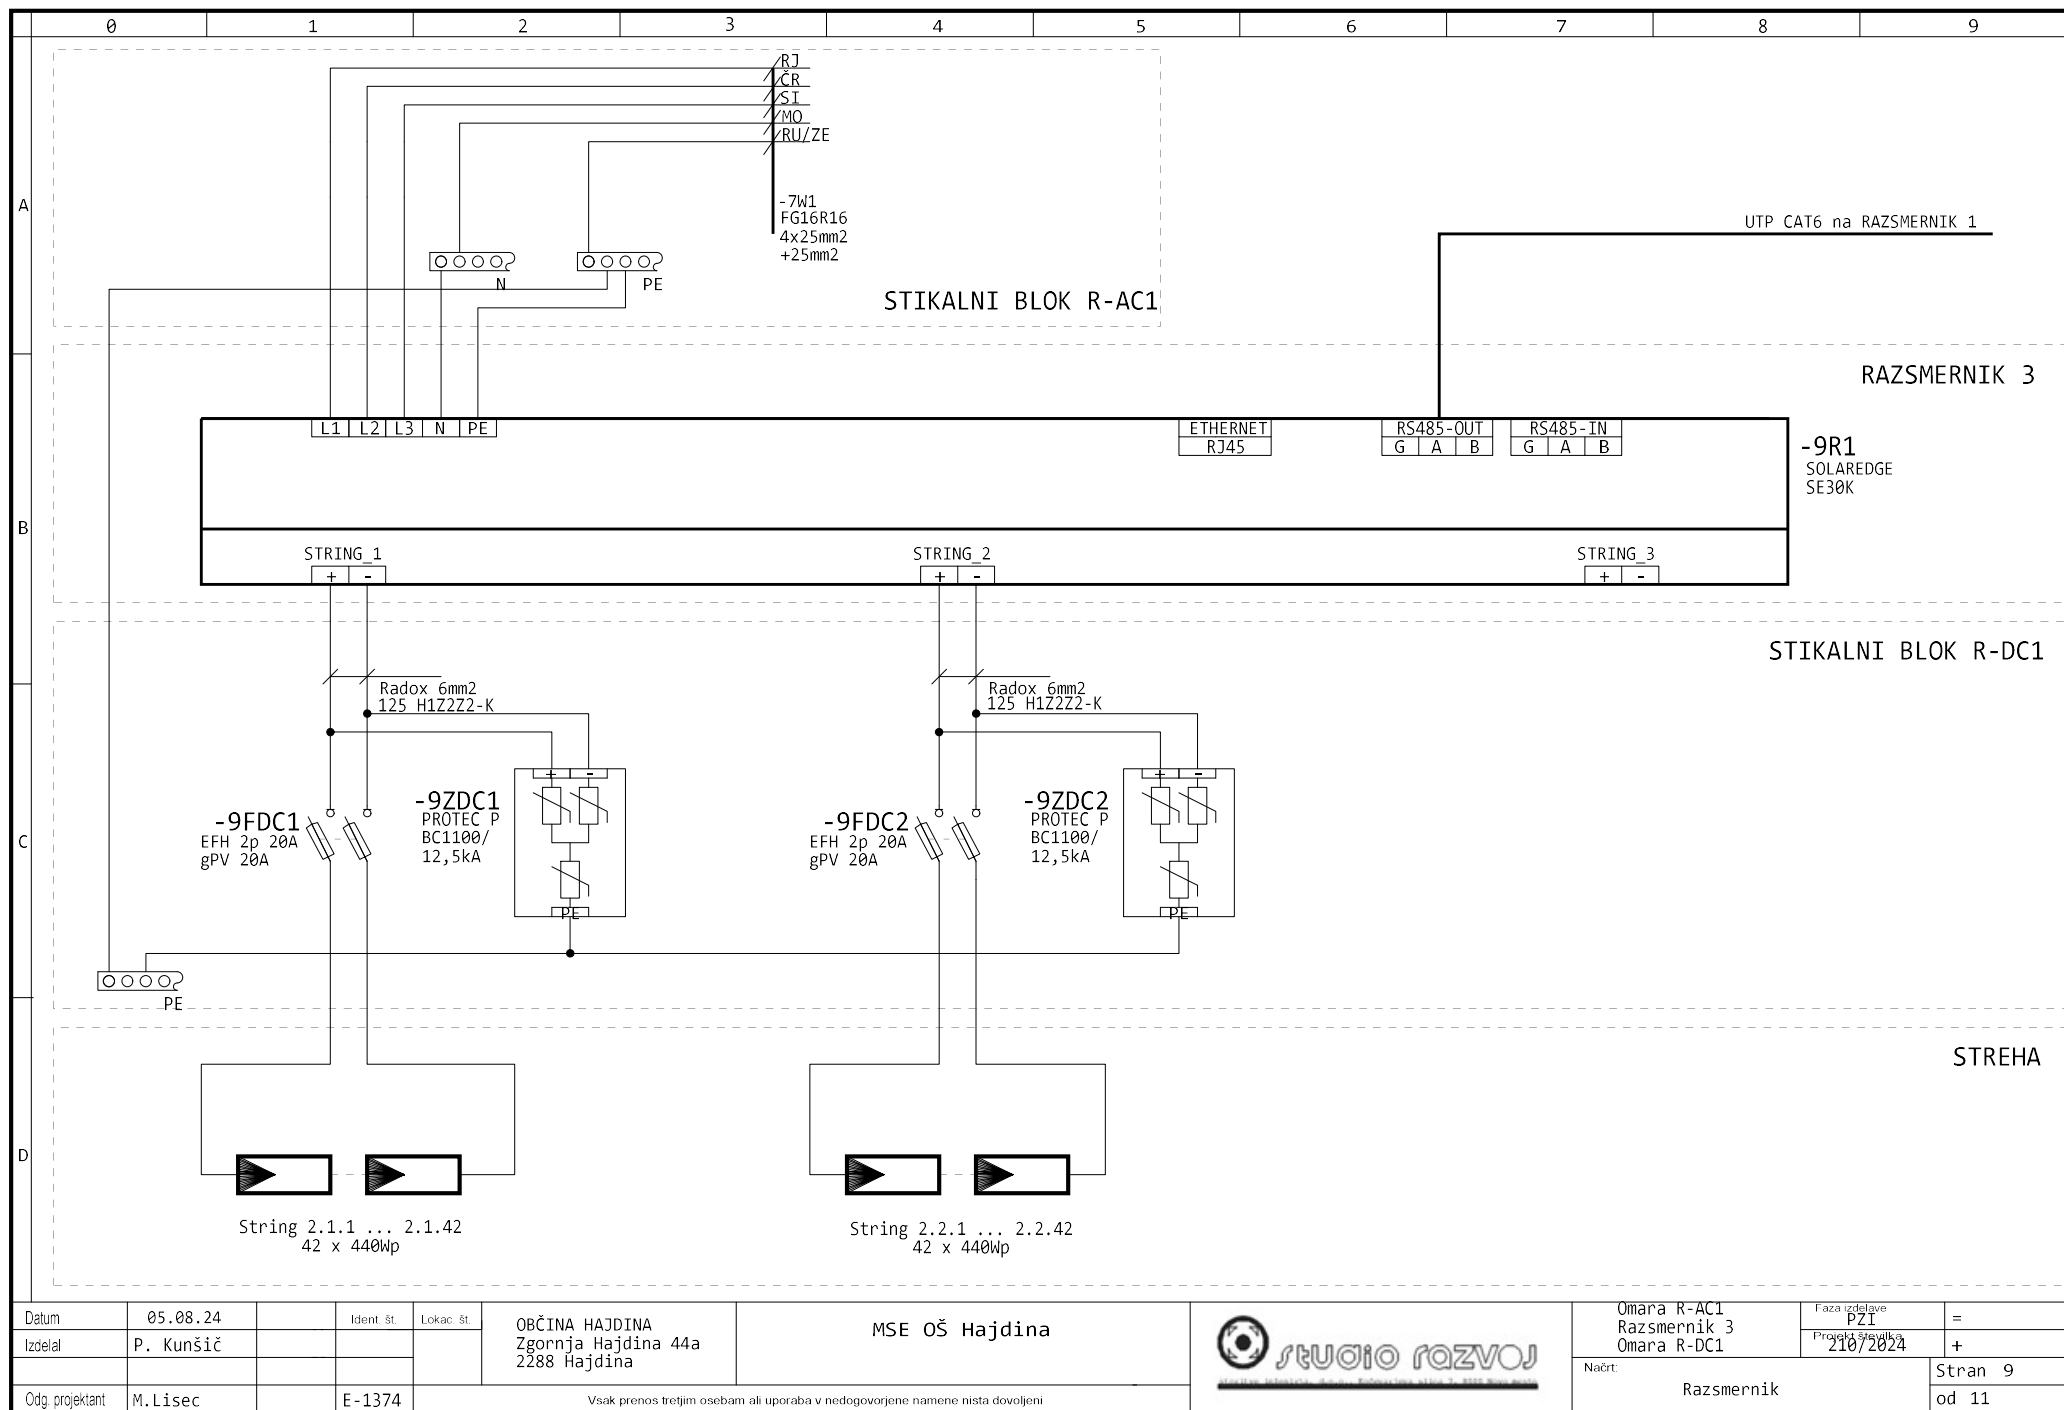 0 1 2 3 4 5 6 7 8 9
RJ
ČR
SI
MO
RU/ZE
A
-7W1
FG16R16
4x25mm2
+25mm2
UTP CAT6 na RAZSMERNIK 1
N
PE
STIKALNI BLOK R-AC1
RAZSMERNIK 3
L1 L2 L3 N PE
ETHERNET
RJ45
RS485-OUT
G A B
RS485-IN
G A B
-9R1
SOLAREDGE
SE30K
B
STRING_1
+ -
STRING_2
+ -
STRING_3
+ -
STIKALNI BLOK R-DC1
Radox 6mm2
125 H1Z2Z2-K
Radox 6mm2
125 H1Z2Z2-K
C
-9FDC1
EFH 2p 20A
gPV 20A
-9ZDC1
PROTEC P
BC1100/
12,5kA
+ -
PE
-9FDC2
EFH 2p 20A
gPV 20A
-9ZDC2
PROTEC P
BC1100/
12,5kA
+ -
PE
PE
STREHA
D
String 2.1.1 ... 2.1.42
42 x 440Wp
String 2.2.1 ... 2.2.42
42 x 440Wp
Datum 05.08.24 Ident. št. Lokac. št.
Izdelal P. Kunšič
Odg. projektant M.Lisec E-1374
OBČINA HAJDINA
Zgornja Hajdina 44a
2288 Hajdina
MSE OŠ Hajdina
Vsak prenos tretjim osebam ali uporaba v nedogovorjene namene nista dovoljeni
studio razvoj
Omara R-AC1
Razsmernik 3
Omara R-DC1
Faza izdelave
PZI
Projekt številka
210/2024
=
+
Načrt:
Razsmernik
Stran 9
od 11